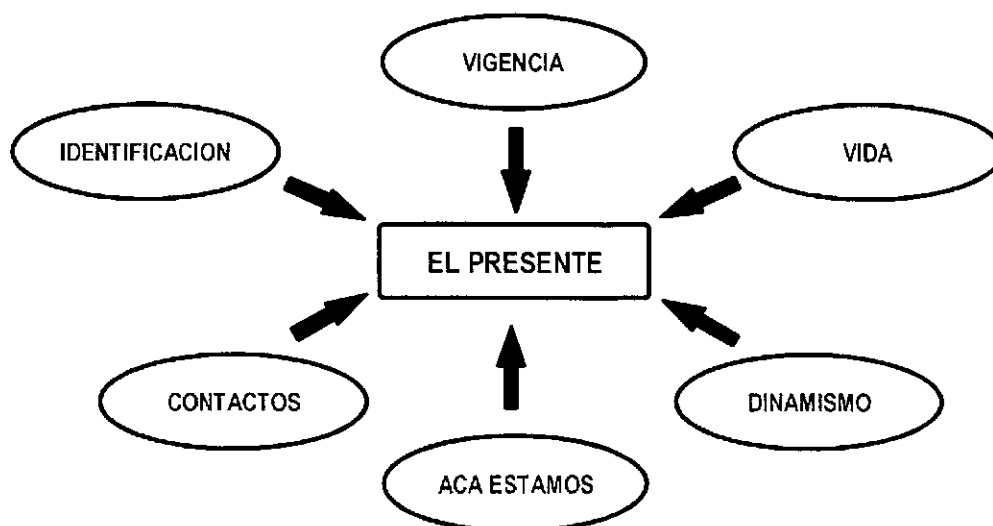 VIGENCIA
IDENTIFICACION
VIDA
EL PRESENTE
CONTACTOS
DINAMISMO
ACA ESTAMOS